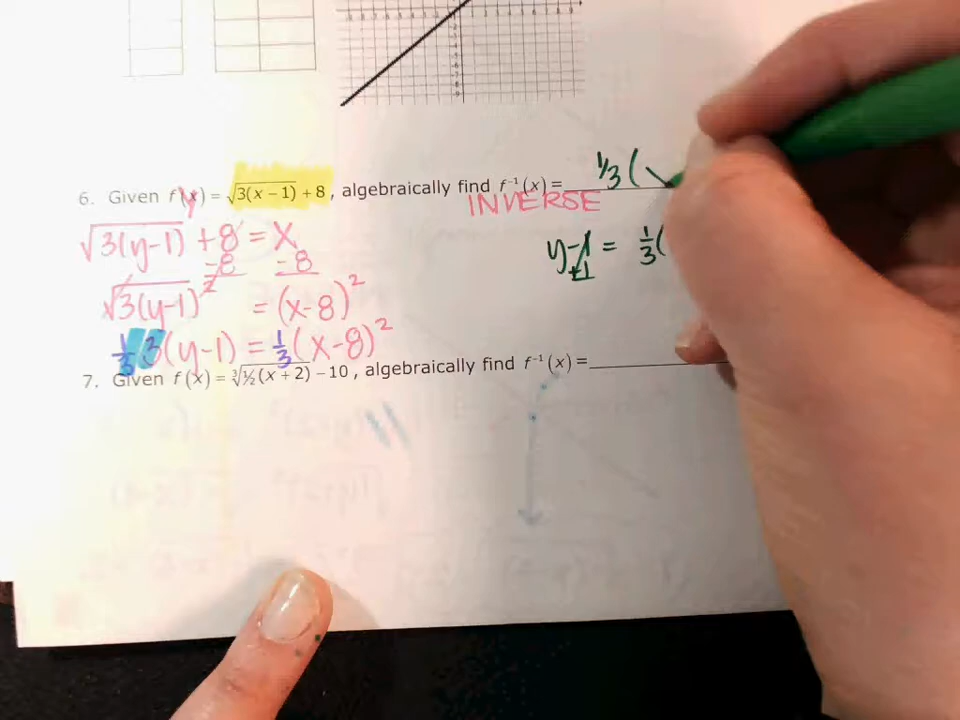 6. Given f(x) = √3(x − 1) + 8, algebraically find f⁻¹(x) = 1/3(
y
INVERSE
√3(y-1) +8 = x
-8 -8
√3(y-1)² = (x-8)²
1/3 3(y-1) = 1/3(x-8)²
y-1 = 1/3(
+1
7. Given f(x) = ∛½(x + 2) − 10, algebraically find f⁻¹(x) =